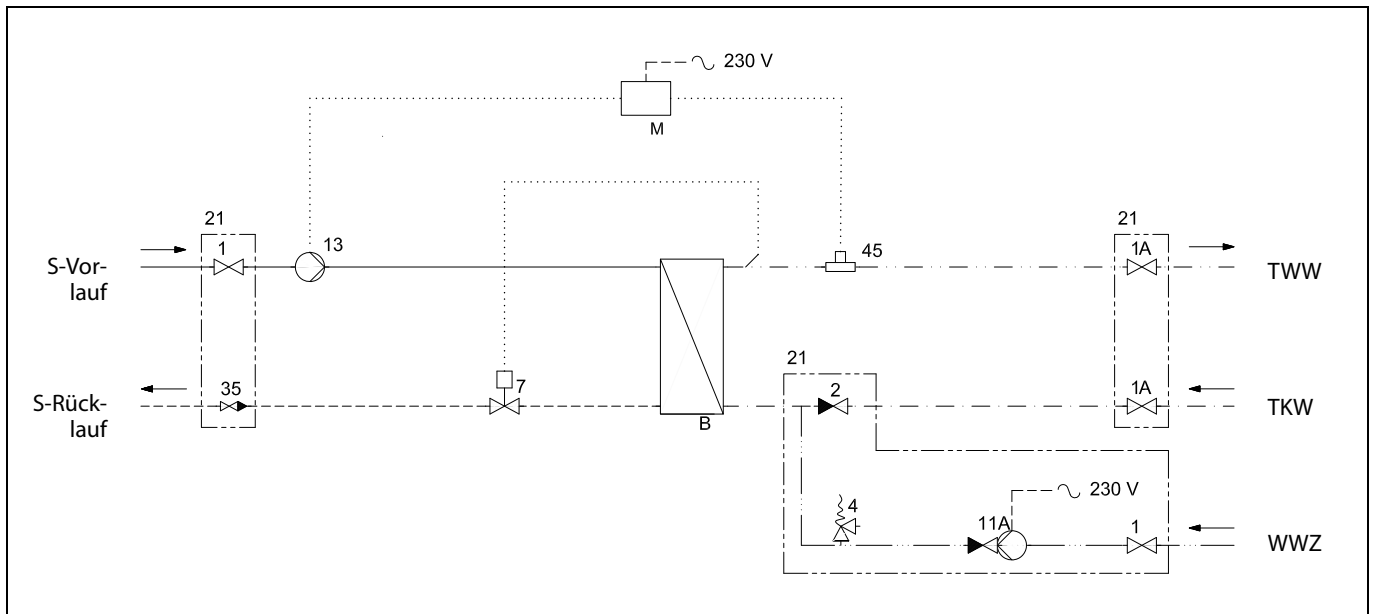 230 V
M
21
1
13
45
21
1A
S-Vor-
lauf
TWW
7
21
35
2
1A
S-Rück-
lauf
B
TKW
4
11A
230 V
1
WWZ